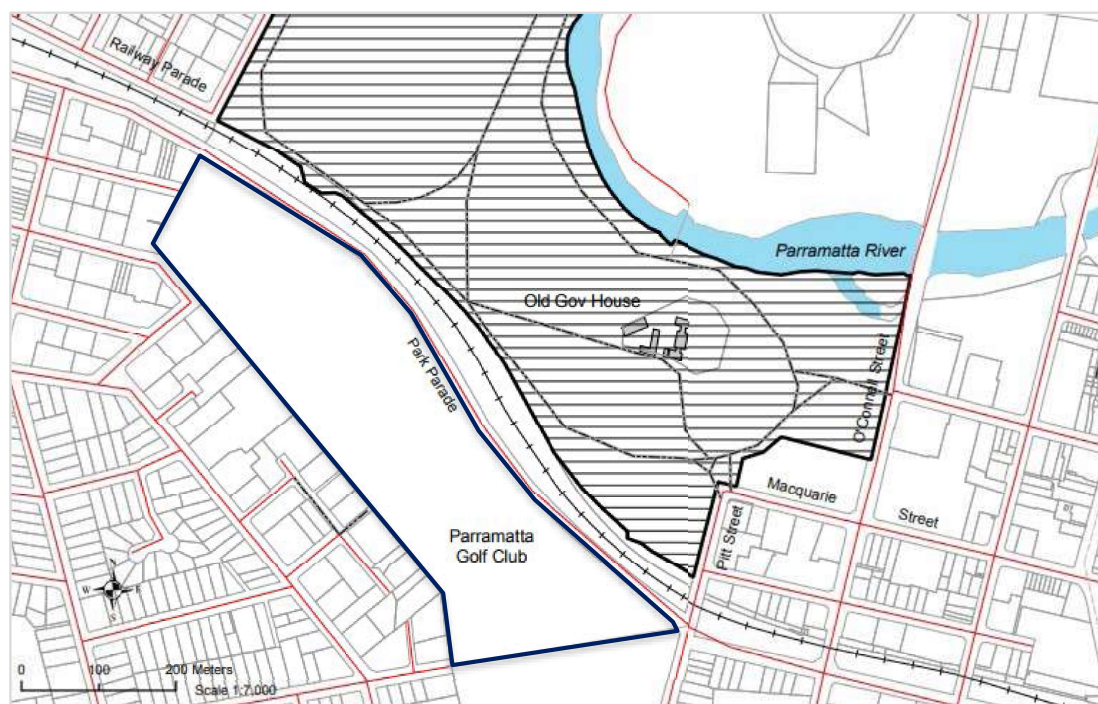 Railway Parade
Parramatta River
Old Gov House
O'Connell Street
Park Parade
Macquarie
Street
Pitt Street
Parramatta
Golf Club
N
W E
S
0 100 200 Meters
Scale 1:7,000